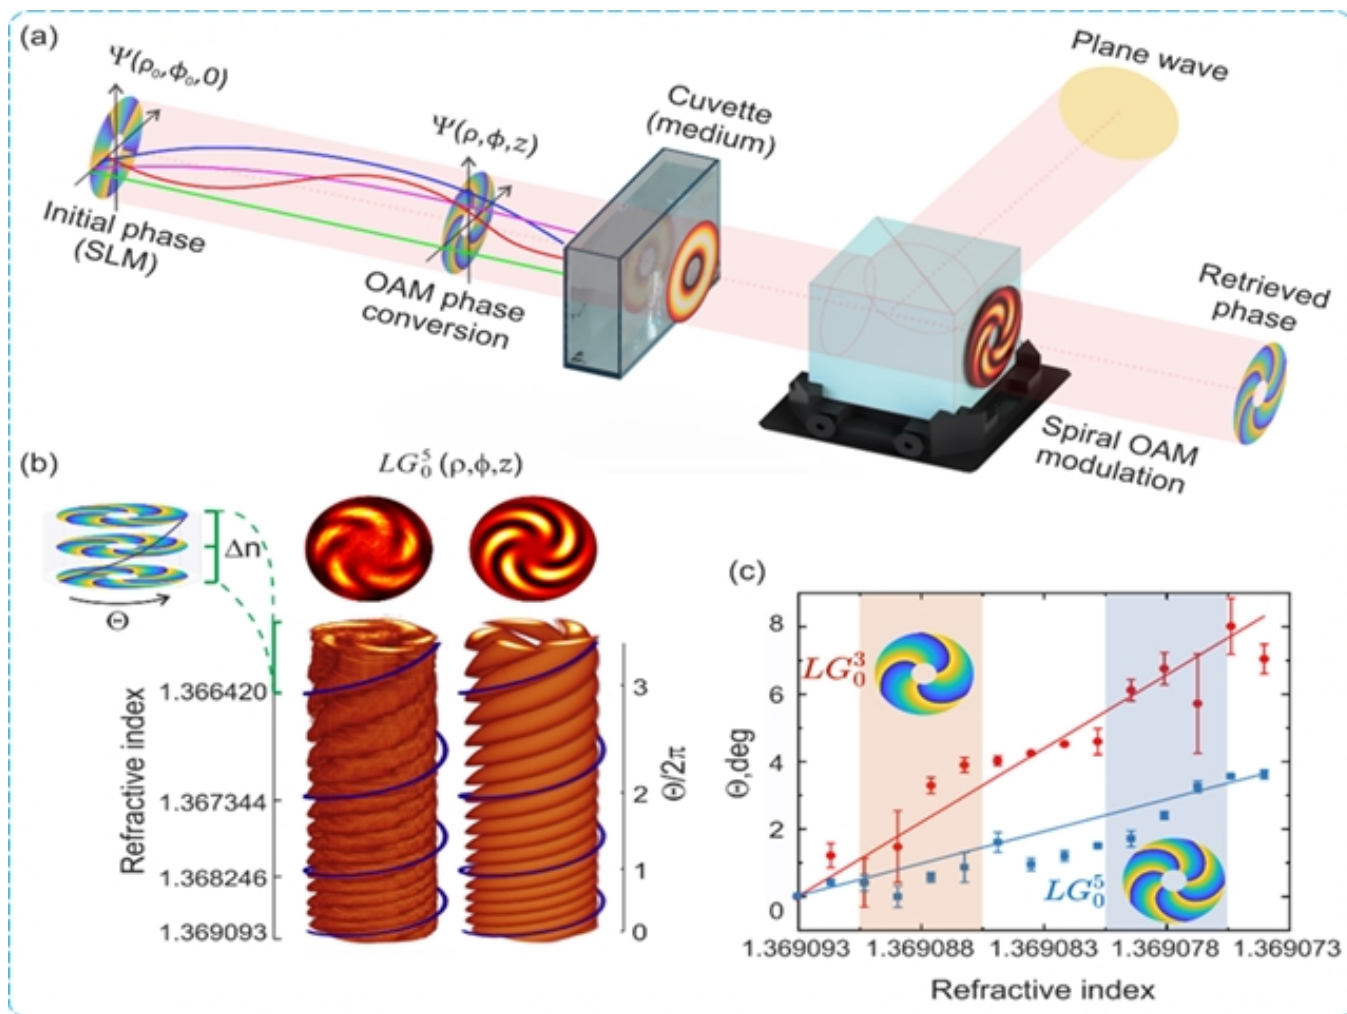 (a)
Ψ(ρ₀,ϕ₀,0)
Ψ(ρ,ϕ,z)
Cuvette
(medium)
Plane wave
Initial phase
(SLM)
OAM phase
conversion
Retrieved
phase
Spiral OAM
modulation
(b)
LG₀⁵ (ρ,ϕ,z)
Δn
Θ
Refractive index
1.366420
1.367344
1.368246
1.369093
3
2
1
0
Θ/2π
(c)
Θ,deg
8
6
4
2
0
LG₀³
LG₀⁵
1.369093
1.369088
1.369083
1.369078
1.369073
Refractive index